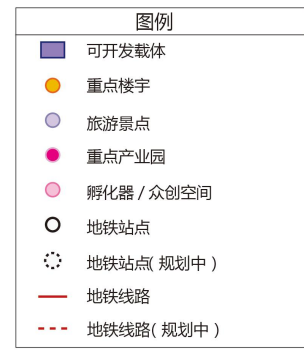 图例
可开发载体
重点楼宇
旅游景点
重点产业园
孵化器 / 众创空间
地铁站点
地铁站点( 规划中 )
地铁线路
地铁线路( 规划中 )